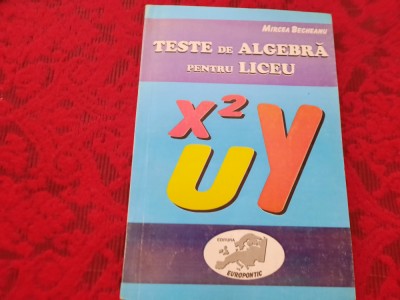 MIRCEA BECHEANU
TESTE DE ALGEBRĂ
PENTRU LICEU
X2
U Y
EDITURA
EUROPONTIC